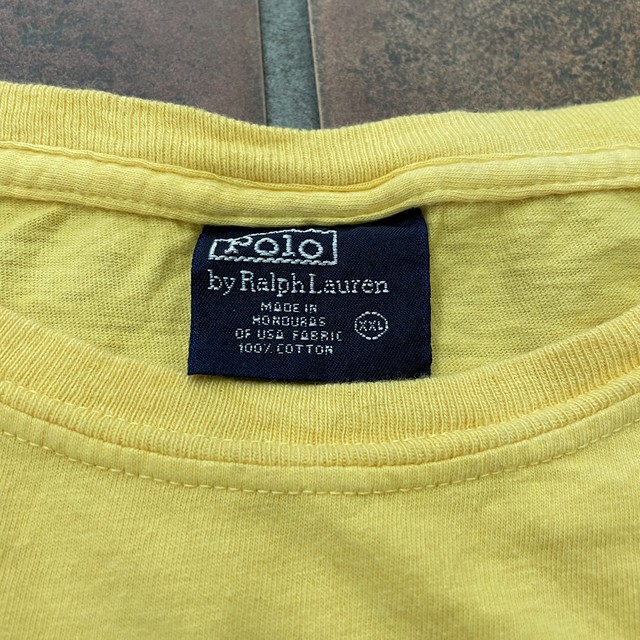 Polo
by Ralph Lauren
MADE IN
HONDURAS
OF USA FABRIC
100% COTTON
XXL